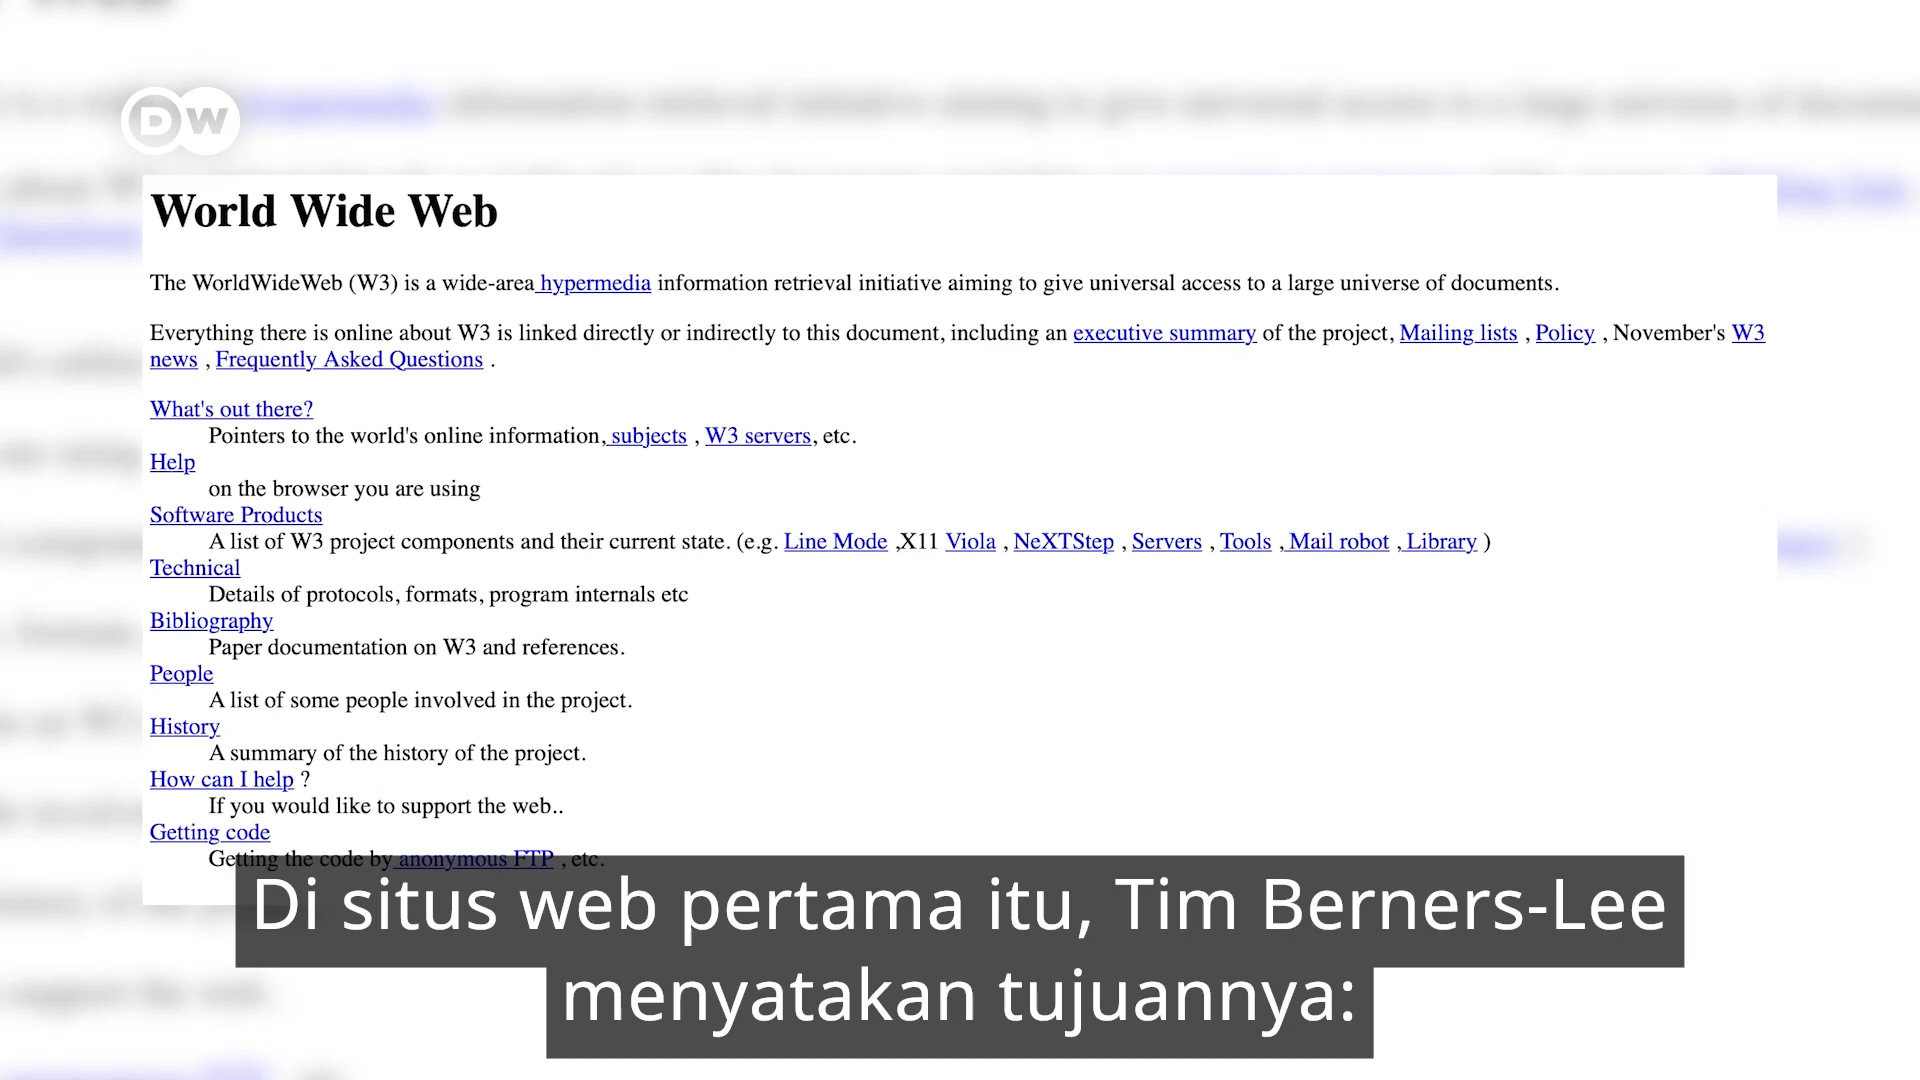 DW
World Wide Web
The WorldWideWeb (W3) is a wide-area hypermedia information retrieval initiative aiming to give universal access to a large universe of documents.
Everything there is online about W3 is linked directly or indirectly to this document, including an executive summary of the project, Mailing lists , Policy , November's W3
news , Frequently Asked Questions .
What's out there?
Pointers to the world's online information, subjects , W3 servers, etc.
Help
on the browser you are using
Software Products
A list of W3 project components and their current state. (e.g. Line Mode ,X11 Viola , NeXTStep , Servers , Tools , Mail robot , Library )
Technical
Details of protocols, formats, program internals etc
Bibliography
Paper documentation on W3 and references.
People
A list of some people involved in the project.
History
A summary of the history of the project.
How can I help ?
If you would like to support the web..
Getting code
Getting the code by anonymous FTP , etc.
Di situs web pertama itu, Tim Berners-Lee
menyatakan tujuannya: